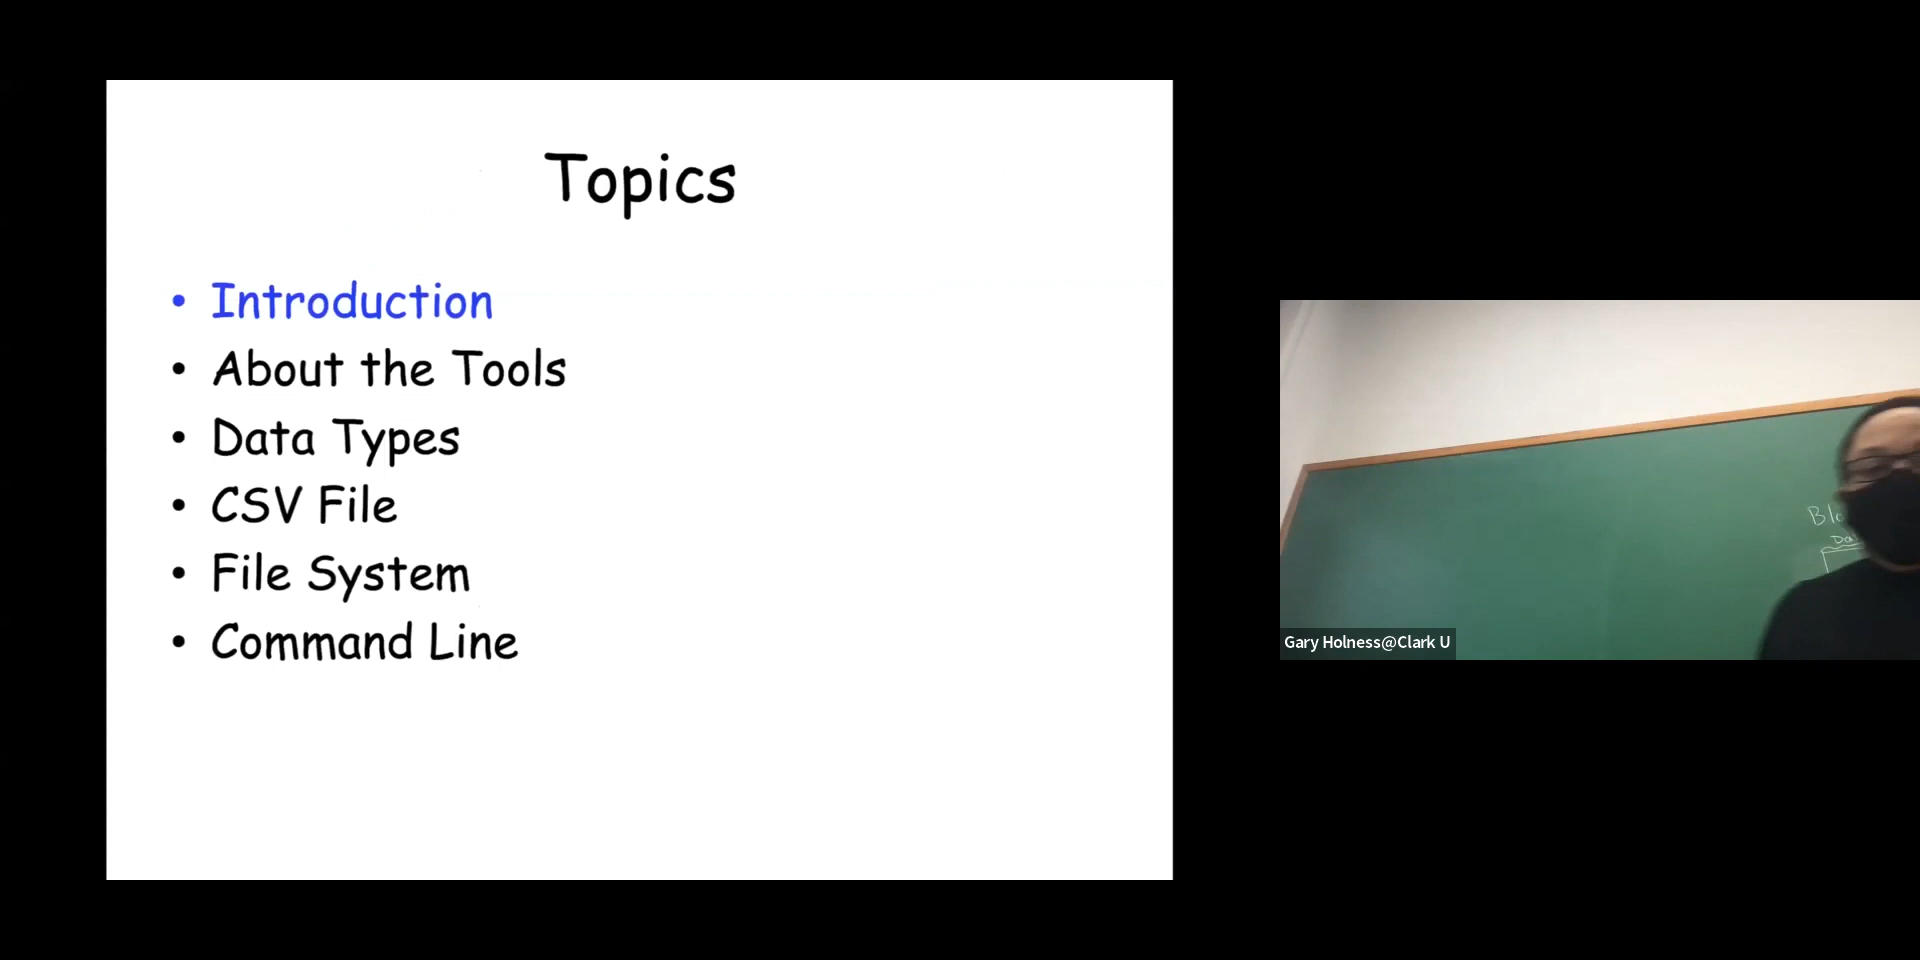 Topics
• Introduction
• About the Tools
• Data Types
• CSV File
• File System
• Command Line
Gary Holness@Clark U